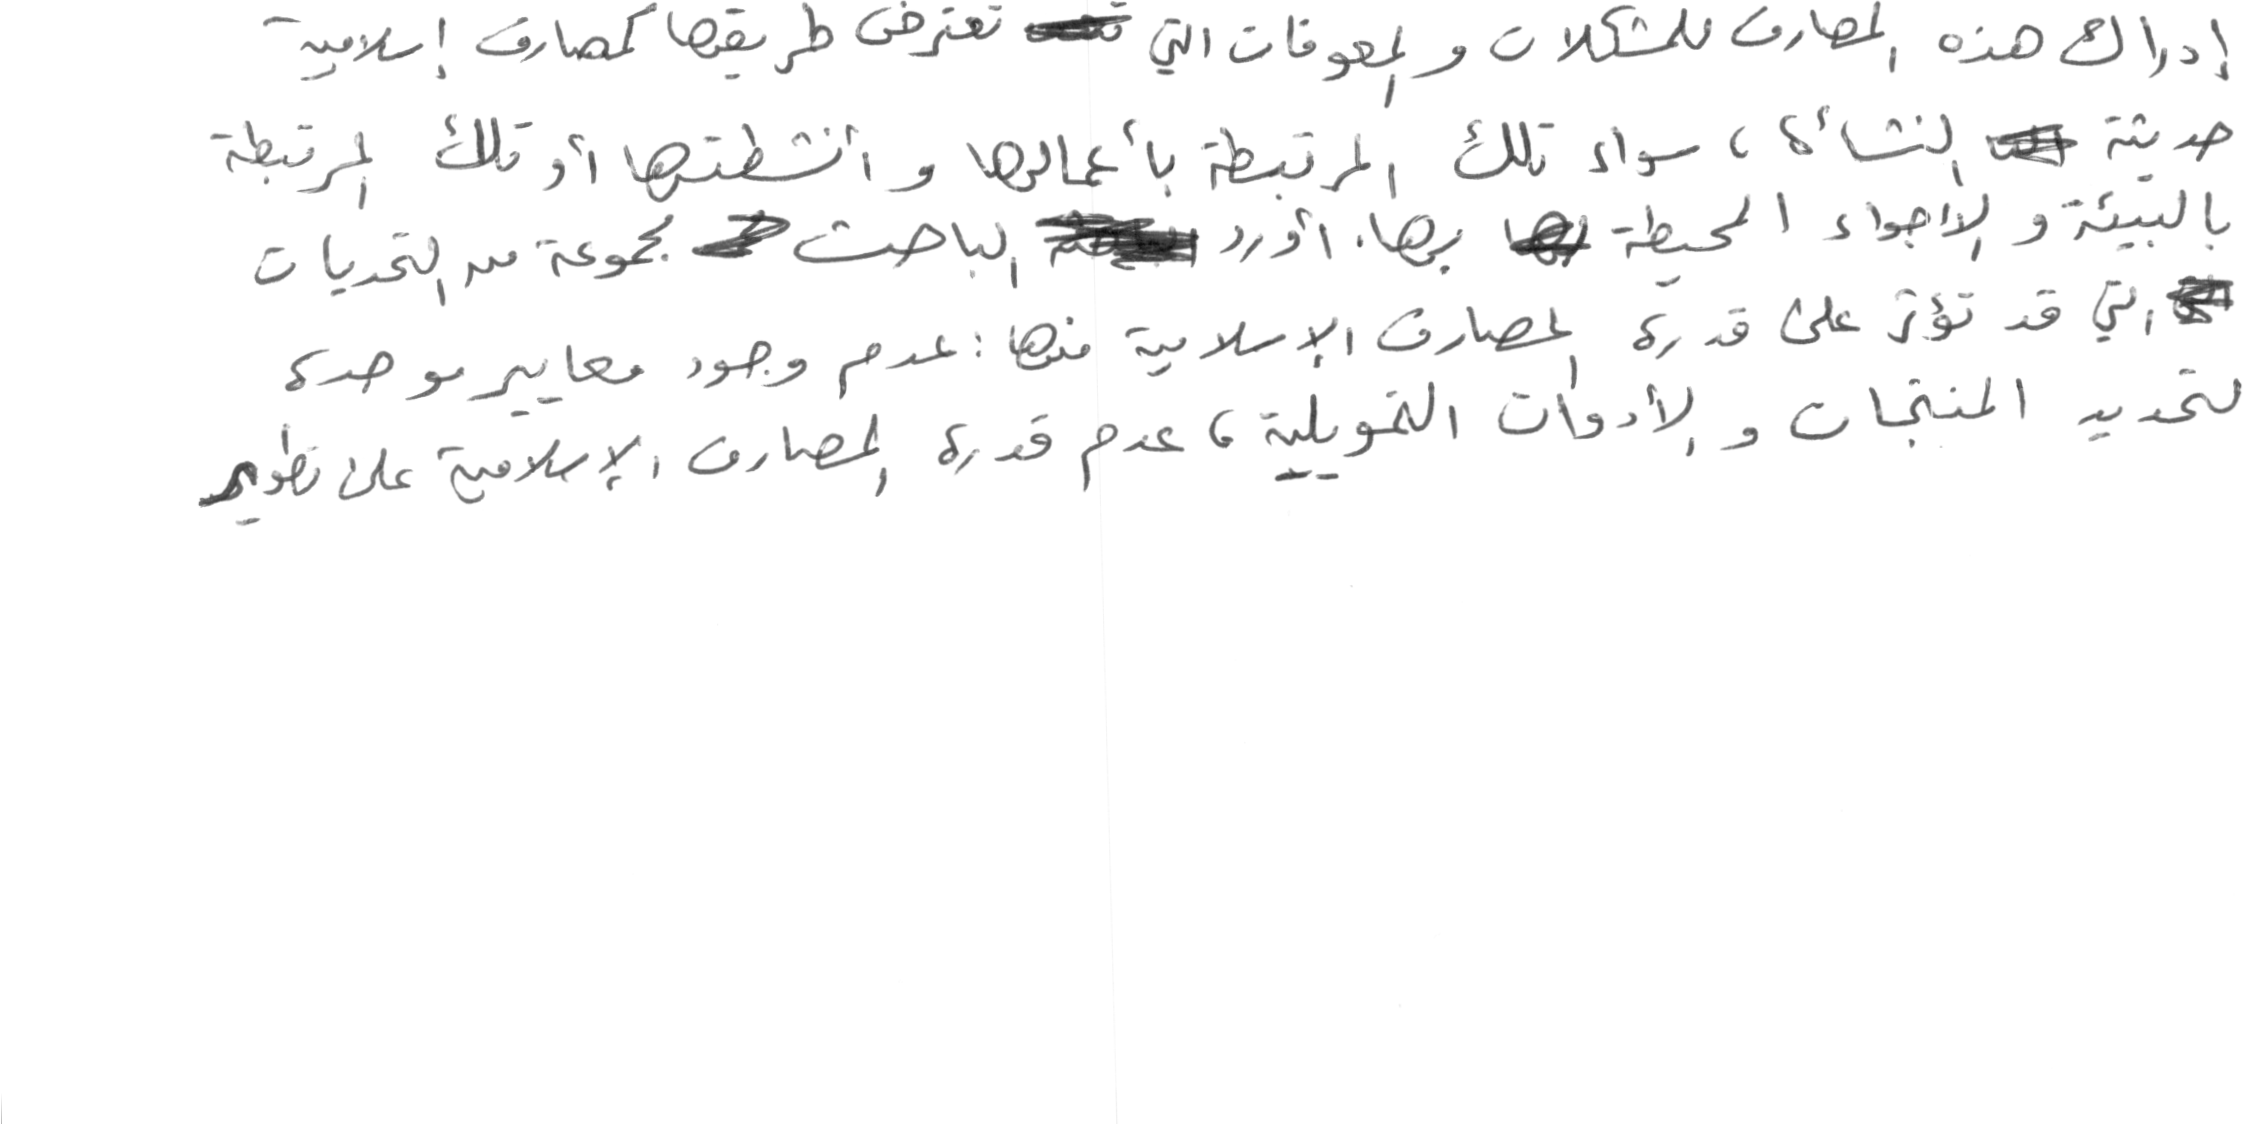 إدراك هذه المصارف للمشكلات والمعوقات التي تعترض طريقها كمصارف إسلامية
حديثة النشأة، سواء تلك المرتبطة بأعمالها وأنشطتها أو تلك المرتبطة
بالبيئة والأجواء المحيطة بها. أورد الباحث مجموعة من التحديات
التي قد تؤثر على قدرة المصارف الإسلامية منها: عدم وجود معايير موحدة
لتحديد المنتجات والأدوات التمويلية، عدم قدرة المصارف الإسلامية على تطوير